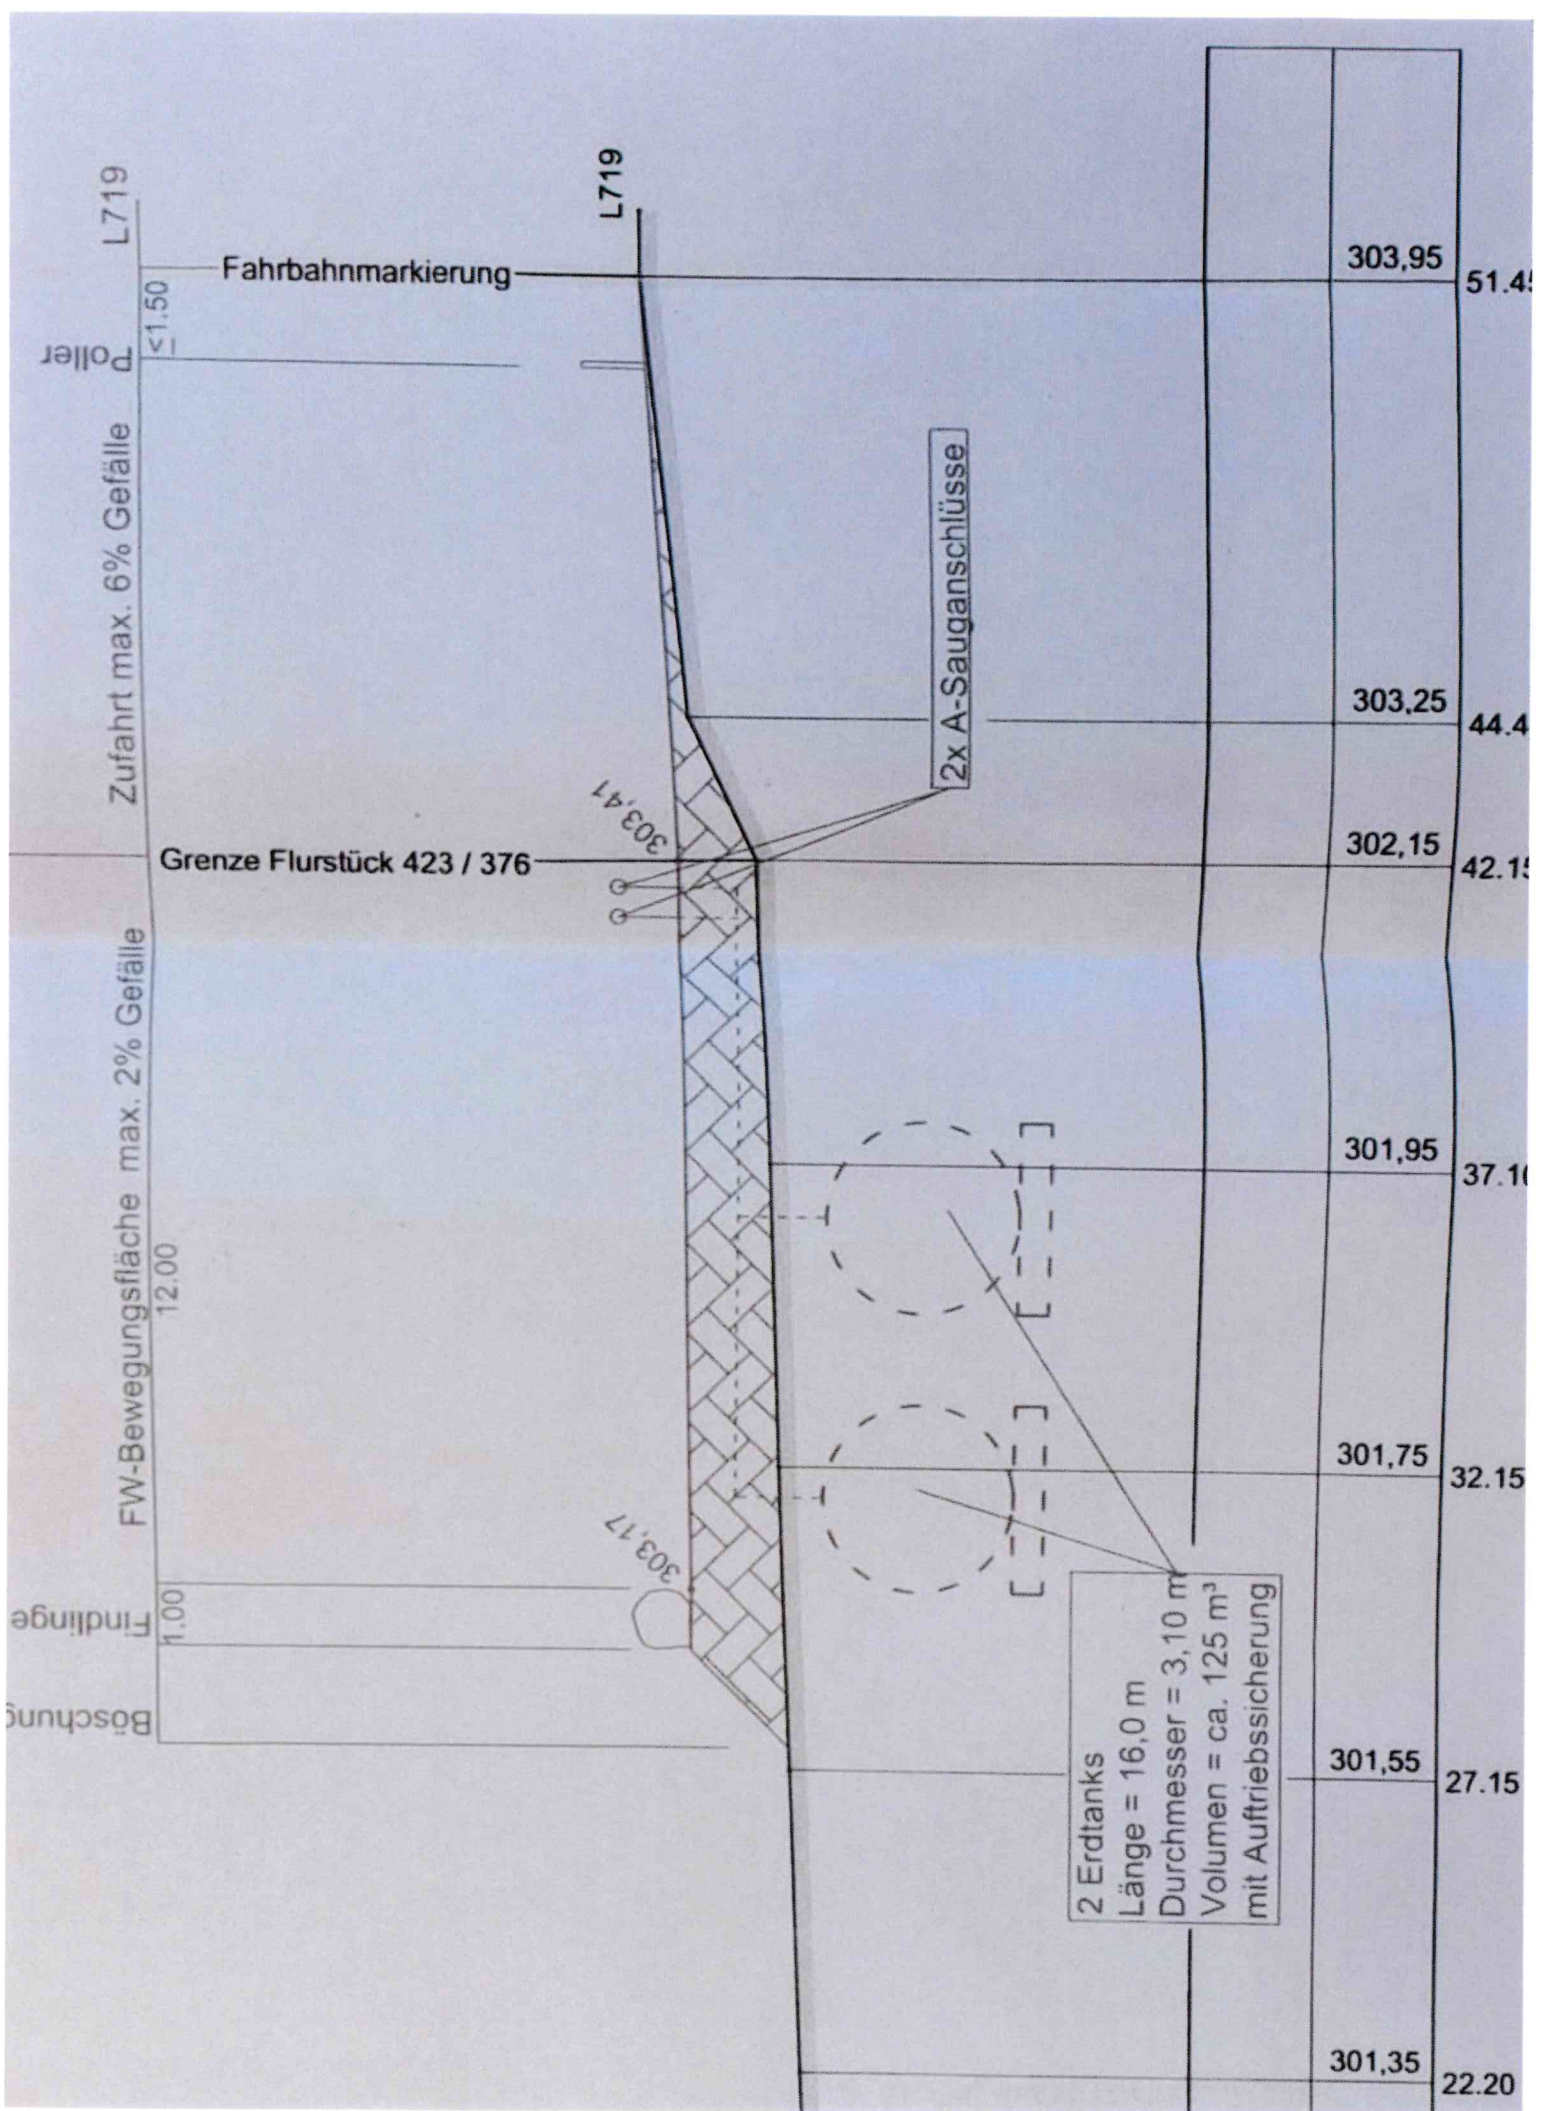 L719
L719
Fahrbahnmarkierung
303,95
51.45
≤1.50
Poller
Zufahrt max. 6% Gefälle
2x A-Sauganschlüsse
303,25
44.4
303,41
302,15
42.15
Grenze Flurstück 423 / 376
FW-Bewegungsfläche max. 2% Gefälle
12.00
301,95
37.10
301,75
32.15
303,17
Findlinge
1.00
Böschung
2 Erdtanks
Länge = 16,0 m
Durchmesser = 3,10 m
Volumen = ca. 125 m³
mit Auftriebssicherung
301,55
27.15
301,35
22.20